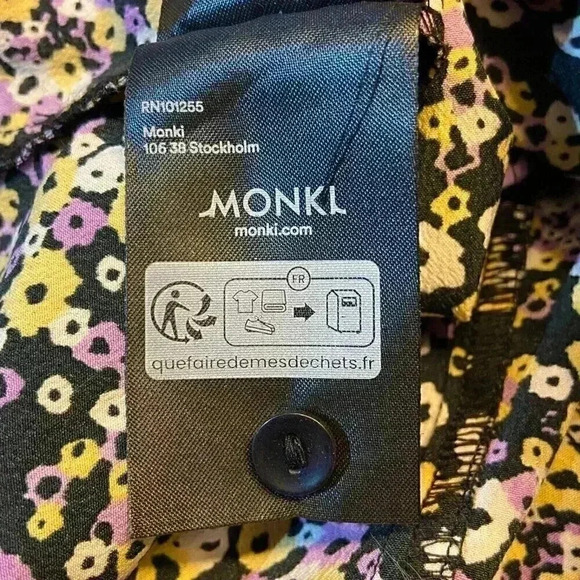 RN101255
Monki
106 38 Stockholm
MONKI
monki.com
FR
quefairedemesdechets.fr